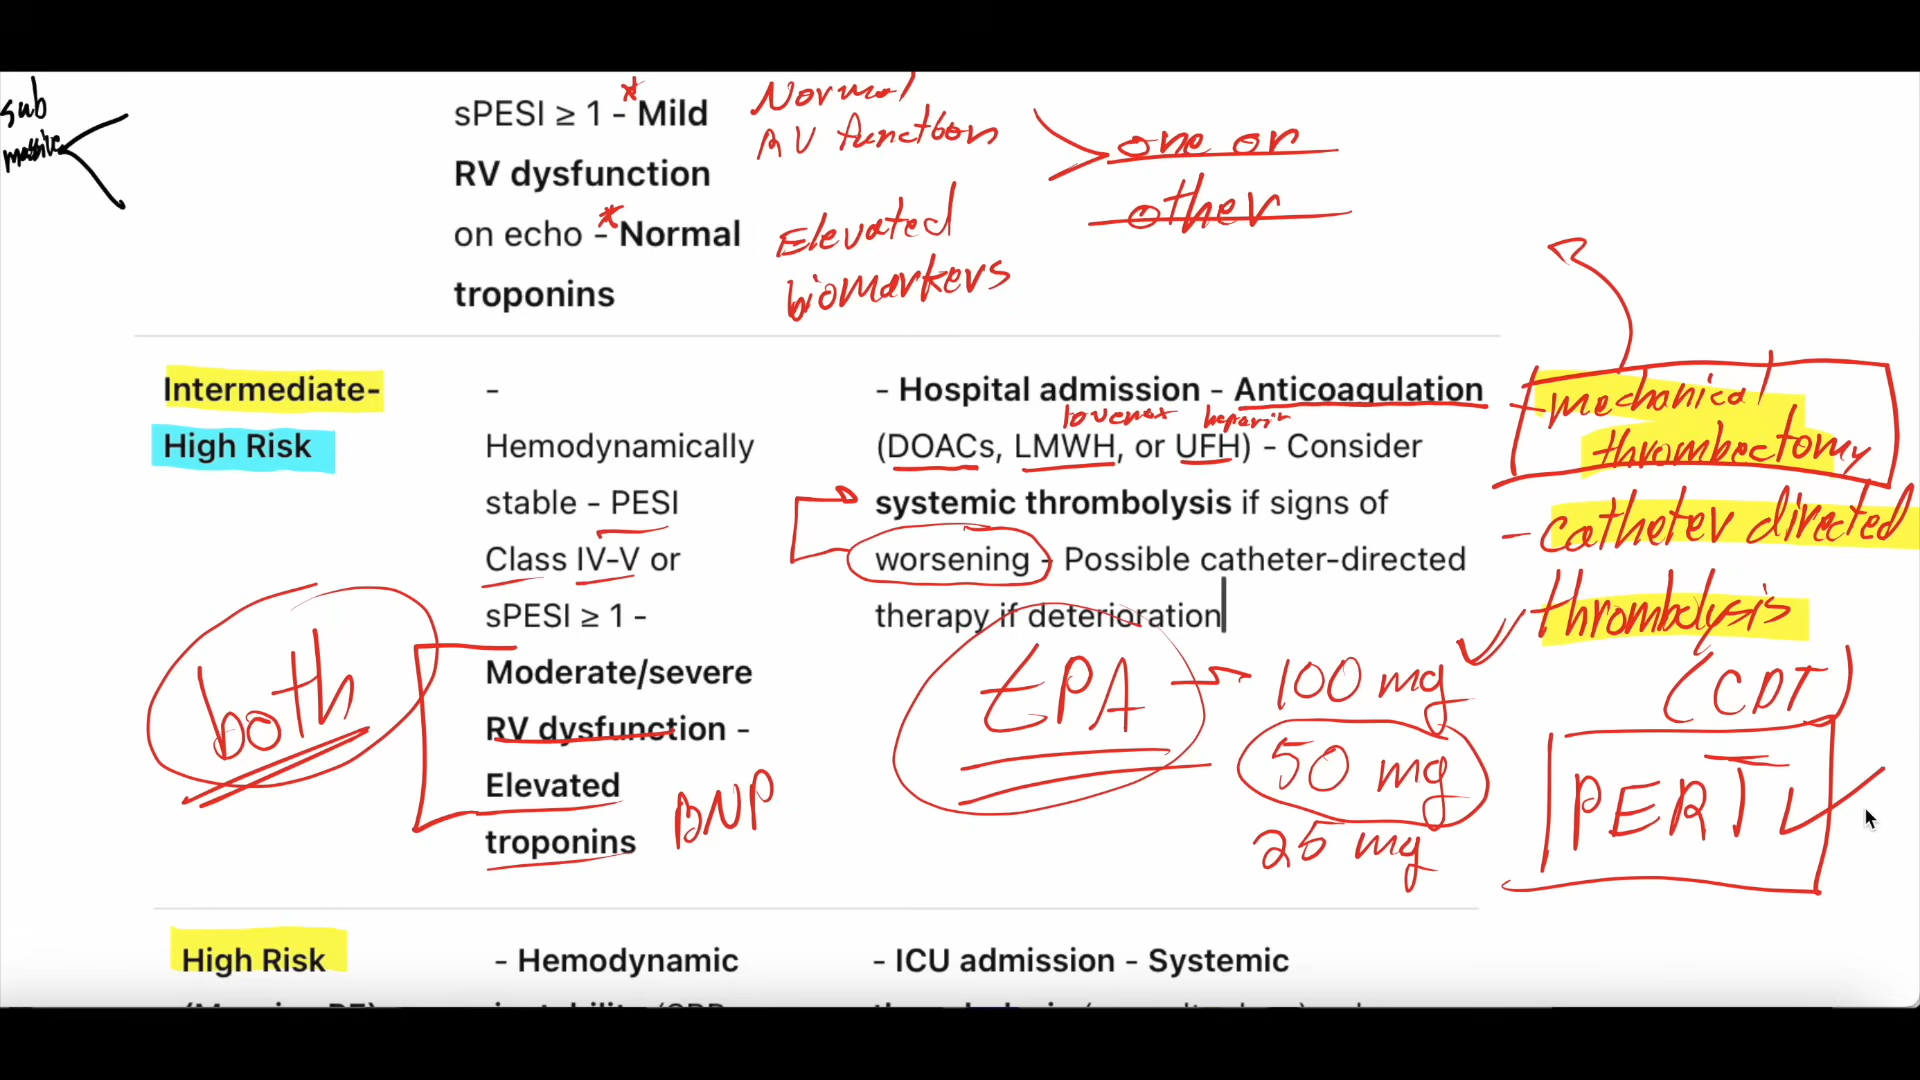 sub
massive
sPESI ≥ 1 - * Mild
RV dysfunction
on echo - * Normal
troponins
Normal
RV function
Elevated
biomarkers
one or
other
Intermediate-
High Risk
-
Hemodynamically
stable - PESI
Class IV-V or
sPESI ≥ 1 -
Moderate/severe
RV dysfunction -
Elevated
troponins
BNP
both
- Hospital admission - Anticoagulation
lovenox heparin
(DOACs, LMWH, or UFH) - Consider
systemic thrombolysis if signs of
worsening - Possible catheter-directed
therapy if deterioration
tPA → 100 mg
50 mg
25 mg
- mechanical
thrombectomy
- catheter directed
thrombolysis
(CDT)
PERT
High Risk
- Hemodynamic
- ICU admission - Systemic